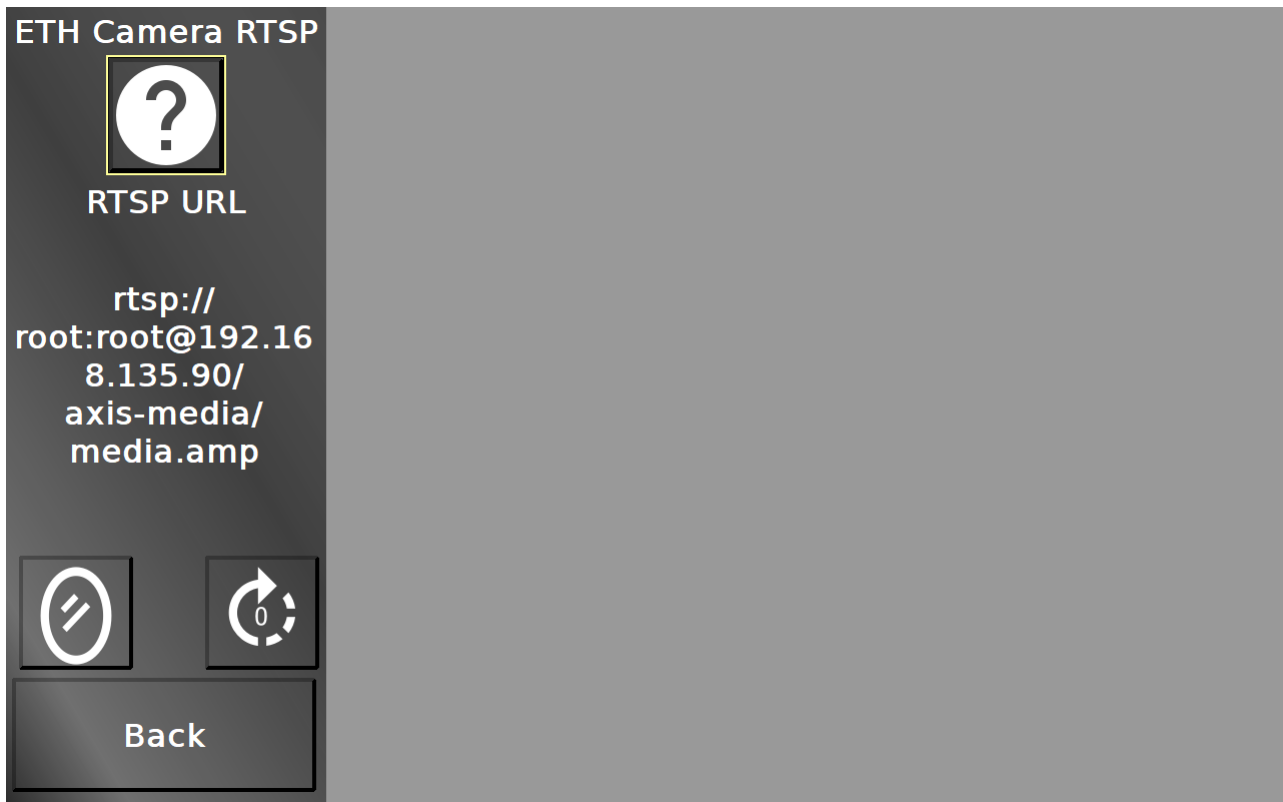 ETH Camera RTSP
?
RTSP URL
rtsp://
root:root@192.16
8.135.90/
axis-media/
media.amp
0
Back